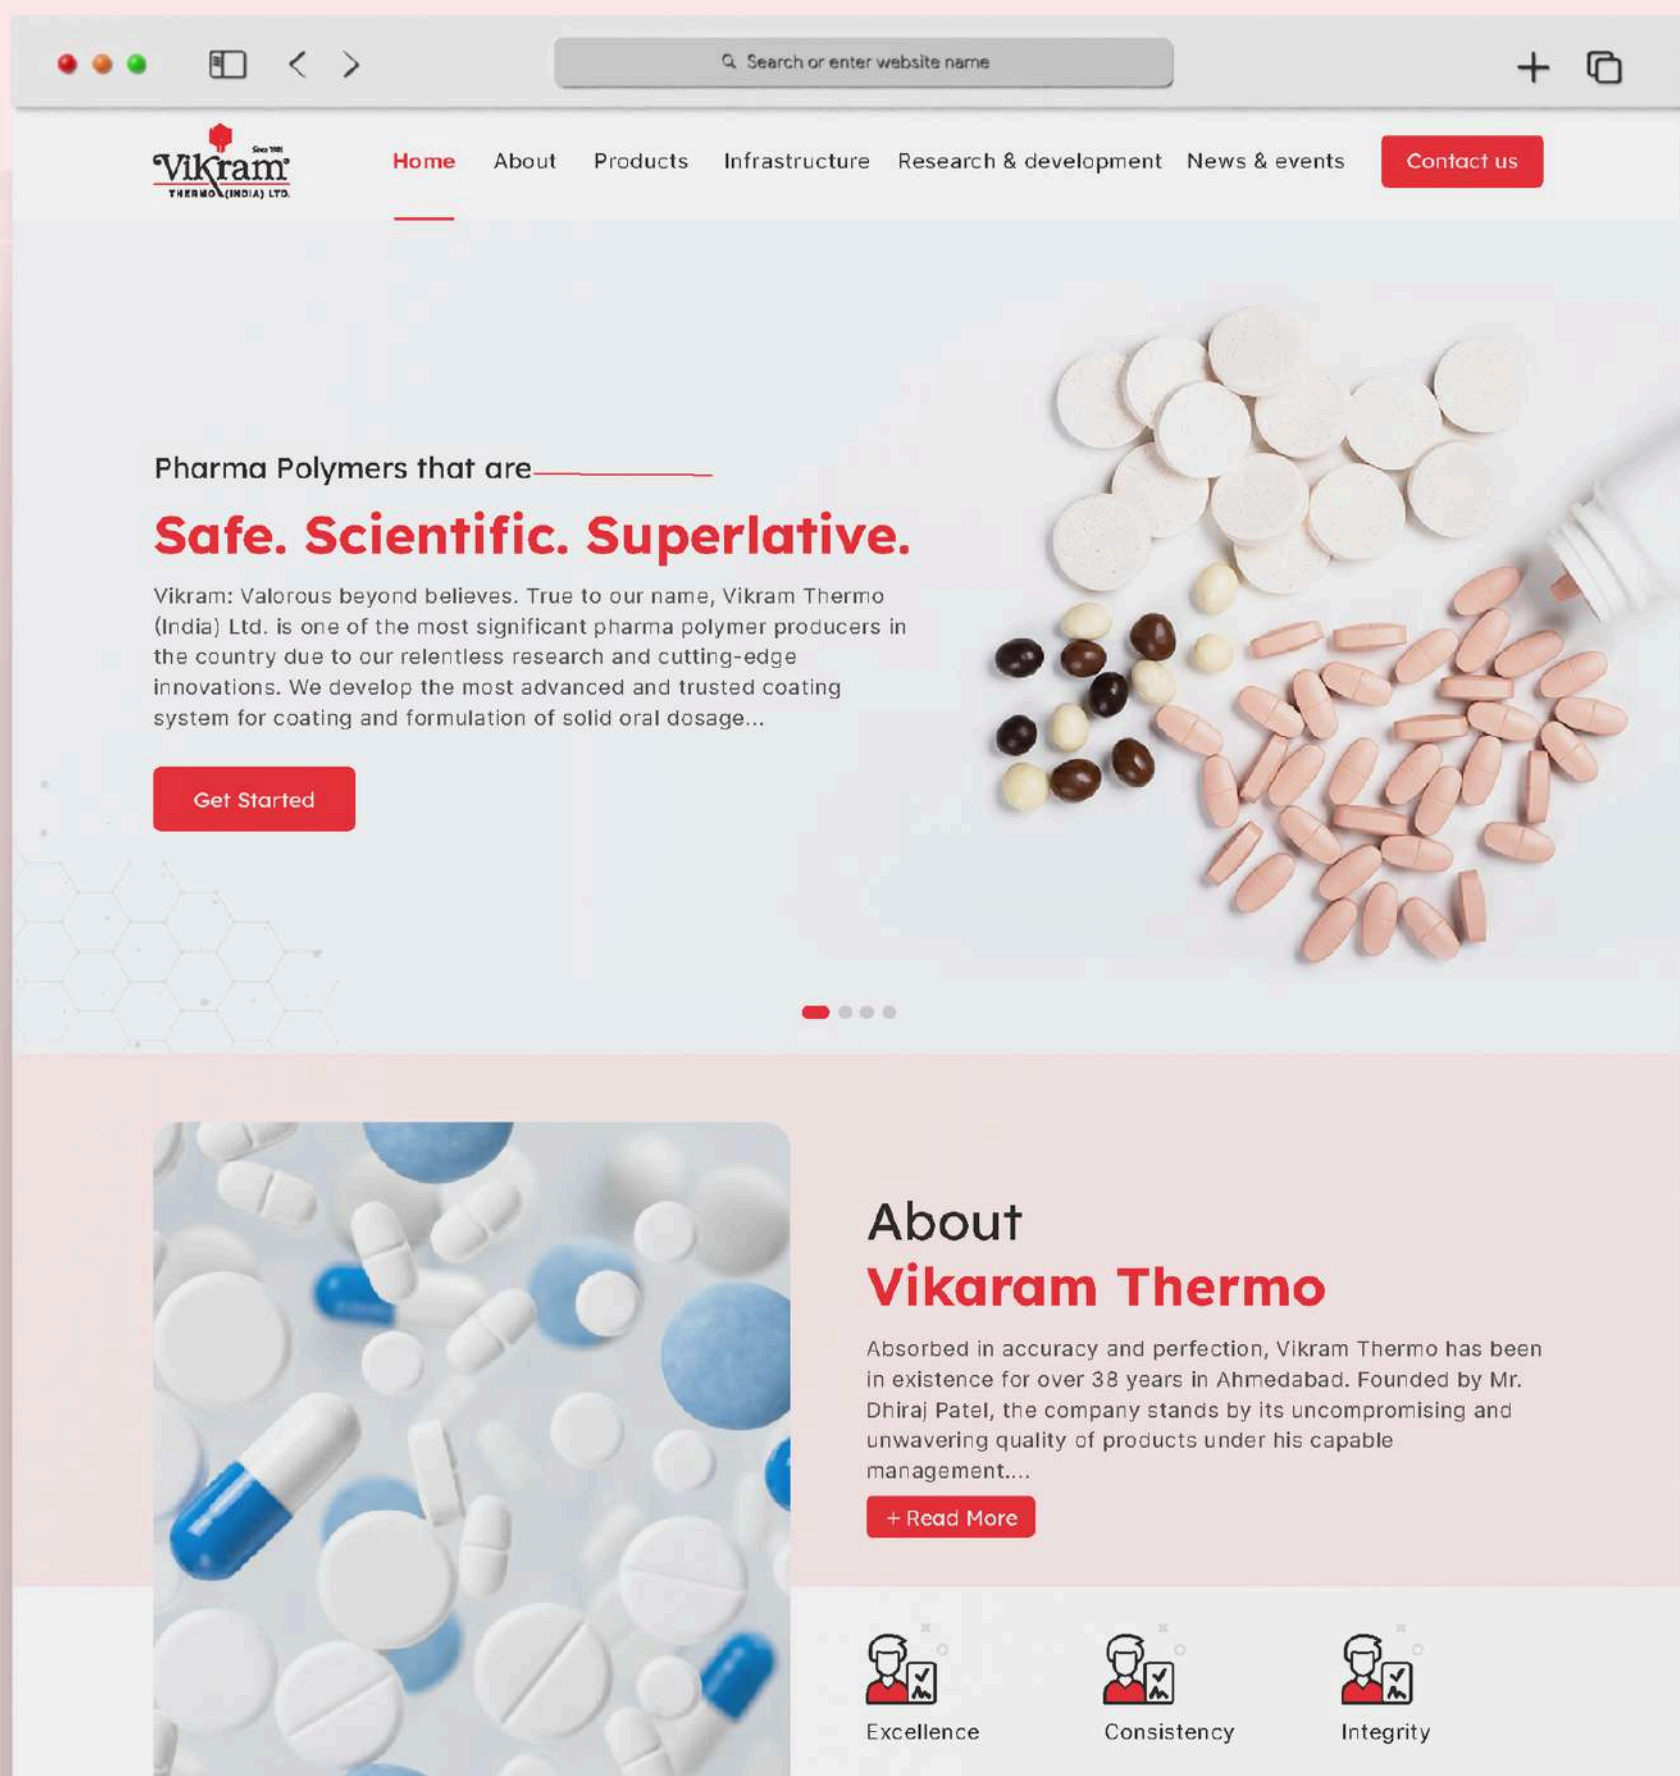 Search or enter website name
Since 1981
Vikram
THERMO (INDIA) LTD.
Home
About
Products
Infrastructure
Research & development
News & events
Contact us
Pharma Polymers that are
Safe. Scientific. Superlative.
Vikram: Valorous beyond believes. True to our name, Vikram Thermo
(India) Ltd. is one of the most significant pharma polymer producers in
the country due to our relentless research and cutting-edge
innovations. We develop the most advanced and trusted coating
system for coating and formulation of solid oral dosage...
Get Started
About
Vikaram Thermo
Absorbed in accuracy and perfection, Vikram Thermo has been
in existence for over 38 years in Ahmedabad. Founded by Mr.
Dhiraj Patel, the company stands by its uncompromising and
unwavering quality of products under his capable
management....
+ Read More
Excellence
Consistency
Integrity